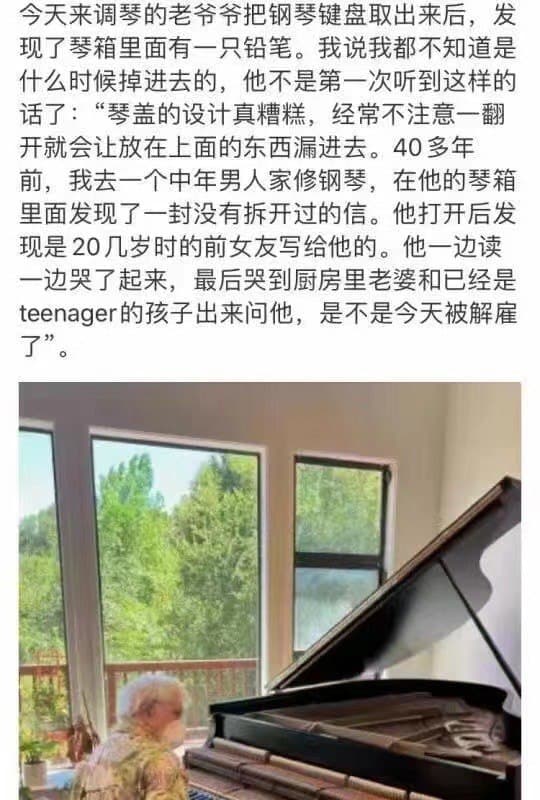 今天来调琴的老爷爷把钢琴键盘取出来后，发
现了琴箱里面有一只铅笔。我说我都不知道是
什么时候掉进去的，他不是第一次听到这样的
话了：“琴盖的设计真糟糕，经常不注意一翻
开就会让放在上面的东西漏进去。40多年
前，我去一个中年男人家修钢琴，在他的琴箱
里面发现了一封没有拆开过的信。他打开后发
现是20几岁时的前女友写给他的。他一边读
一边哭了起来，最后哭到厨房里老婆和已经是
teenager的孩子出来问他，是不是今天被解雇
了”。